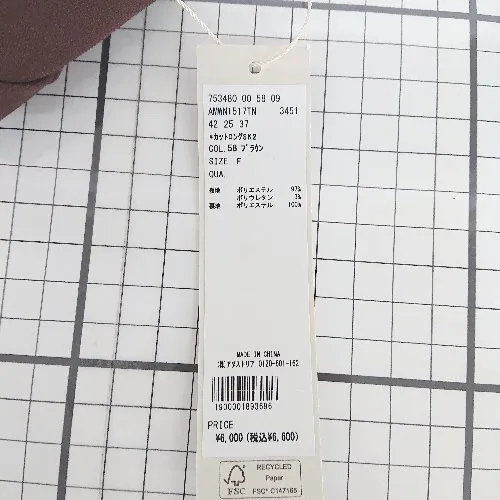 753480 00 58 09
AMWN1517TN 3451
42 25 37
*カットロングSK2
COL.58 ブラウン
SIZE F
QUA.
表地 ポリエステル 97%
ポリウレタン 3%
裏地 ポリエステル 100%
MADE IN CHINA
(株)アダストリア 0120-601-162
1900001893696
PRICE
¥6,000(税込¥6,600)
RECYCLED
Paper
FSC FSC® C147165